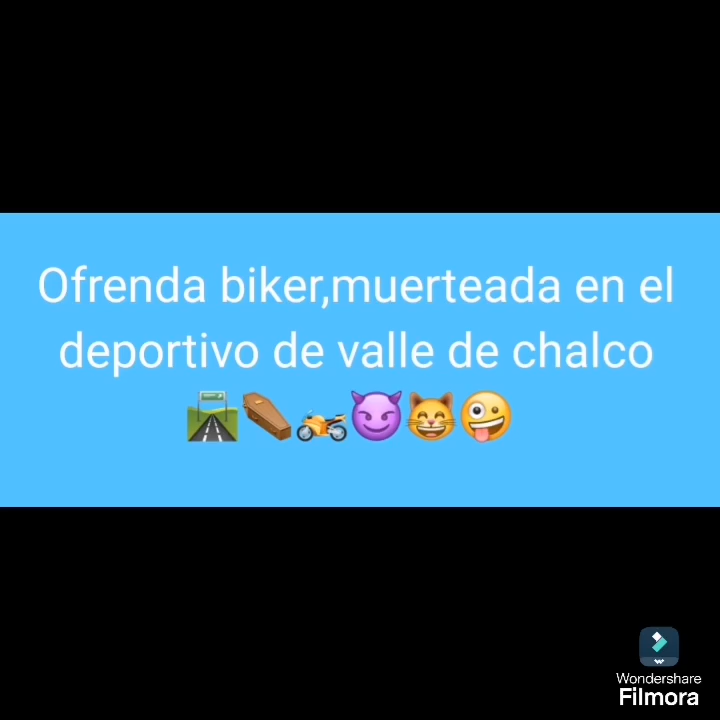 Ofrenda biker,muerteada en el
deportivo de valle de chalco
🛣️⚰️🏍️😈😸🤪
Wondershare
Filmora